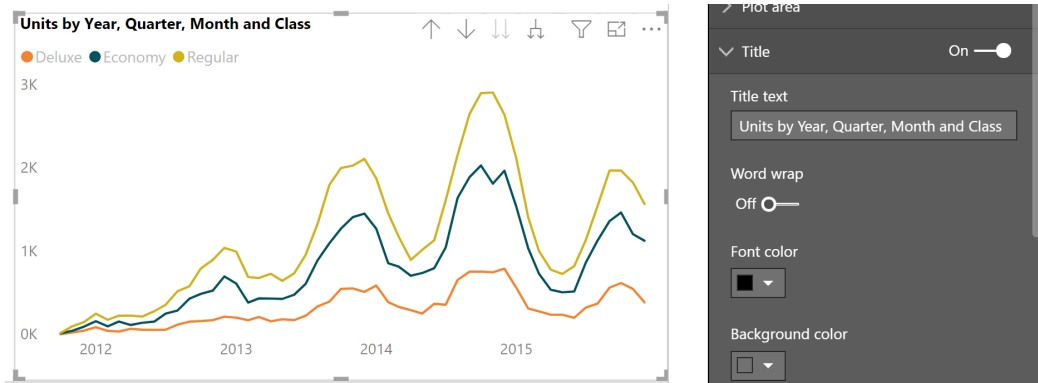 Units by Year, Quarter, Month and Class
Deluxe Economy Regular
3K
2K
1K
0K
2012 2013 2014 2015
Plot area
Title On
Title text
Units by Year, Quarter, Month and Class
Word wrap
Off
Font color
Background color